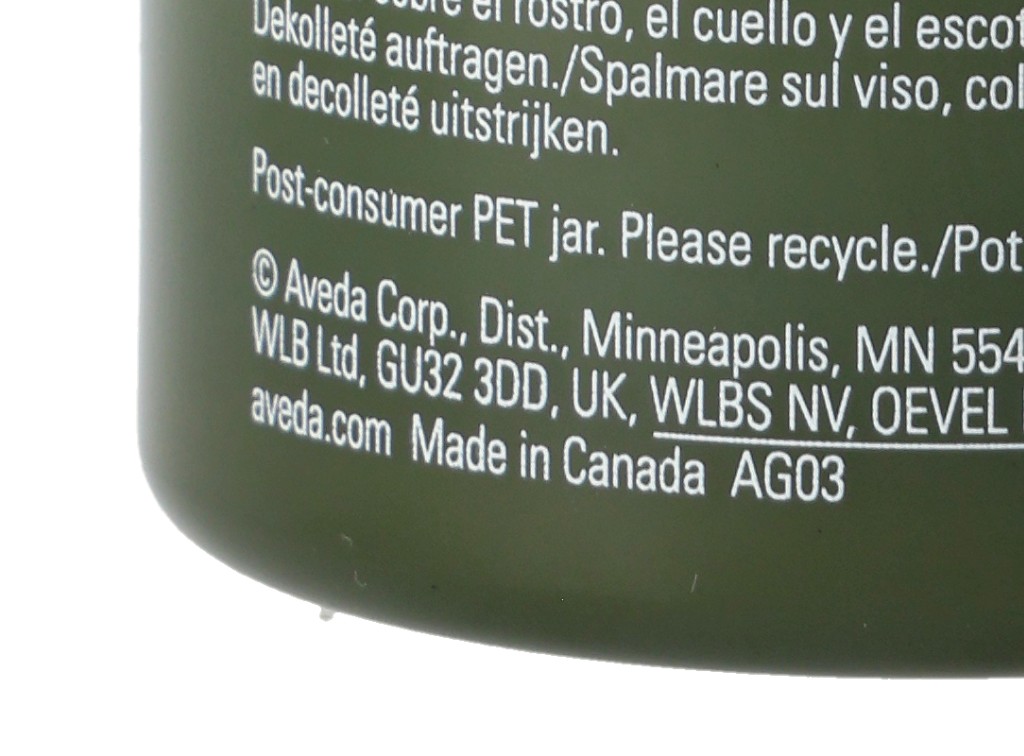 el rostro, el cuello y el escot
Dekolleté auftragen./Spalmare sul viso, col
en decolleté uitstrijken.
Post-consumer PET jar. Please recycle./Pot
© Aveda Corp., Dist., Minneapolis, MN 554
WLB Ltd, GU32 3DD, UK, WLBS NV, OEVEL
aveda.com Made in Canada AG03